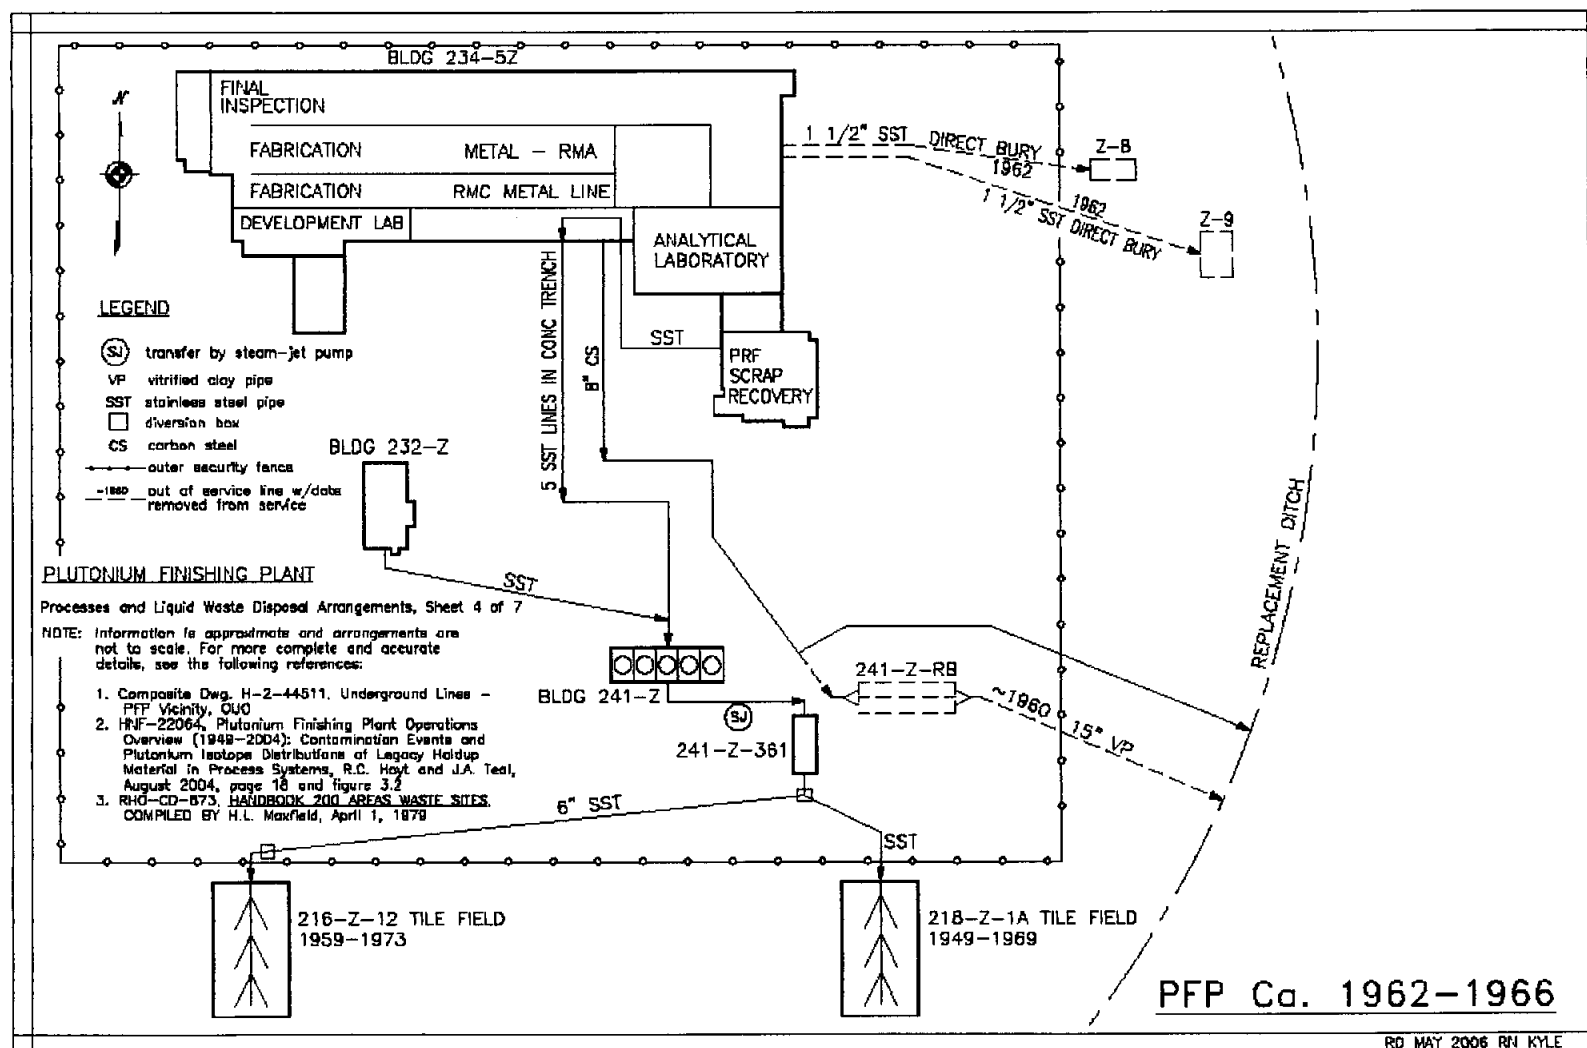 BLDG 234-5Z
N
FINAL
INSPECTION
FABRICATION METAL - RMA
FABRICATION RMC METAL LINE
DEVELOPMENT LAB
ANALYTICAL
LABORATORY
1 1/2" SST DIRECT BURY
1962
Z-8
1962
1 1/2" SST DIRECT BURY
Z-9
5 SST LINES IN CONC TRENCH
8" CS
SST
PRF
SCRAP
RECOVERY
LEGEND
SJ transfer by steam-jet pump
VP vitrified clay pipe
SST stainless steel pipe
diversion box
CS carbon steel
outer security fence
~1960 out of service line w/date
removed from service
BLDG 232-Z
SST
REPLACEMENT DITCH
PLUTONIUM FINISHING PLANT
Processes and Liquid Waste Disposal Arrangements, Sheet 4 of 7
NOTE: Information is approximate and arrangements are
not to scale. For more complete and accurate
details, see the following references:
1. Composite Dwg. H-2-44511, Underground Lines -
PFP Vicinity, OUO
2. HNF-22064, Plutonium Finishing Plant Operations
Overview (1949-2004): Contamination Events and
Plutonium Isotope Distributions of Legacy Holdup
Material in Process Systems, R.C. Hoyt and J.A. Teal,
August 2004, page 18 and figure 3.2
3. RHO-CD-673, HANDBOOK 200 AREAS WASTE SITES,
COMPILED BY H.L. Maxfield, April 1, 1979
BLDG 241-Z
SJ
241-Z-361
241-Z-RB
~1960 15" VP
6" SST
SST
216-Z-12 TILE FIELD
1959-1973
218-Z-1A TILE FIELD
1949-1969
PFP Ca. 1962-1966
RD MAY 2006 RN KYLE